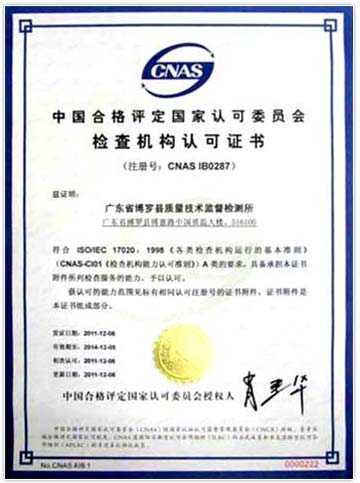 CNAS
中国合格评定国家认可委员会
检查机构认可证书
(注册号: CNAS IB0287)
兹证明:
广东省博罗县质量技术监督检测所
广东省博罗县博惠路中国质监大楼, 516100
符合 ISO/IEC 17020: 1998《各类检查机构运行的基本准则》
(CNAS-CI01《检查机构能力认可准则》) A 类的要求, 具备承担本证书
附件所列检查服务的能力, 予以认可。
获认可的能力范围见标有相同认可注册号的证书附件, 证书附件是
本证书组成部分。
发证日期: 2011-12-06
有效期至: 2014-12-05
初次认可: 2011-12-06
更新日期: 2011-12-06
中国合格评定国家认可委员会授权人
No.CNAS AIB 1
0000222